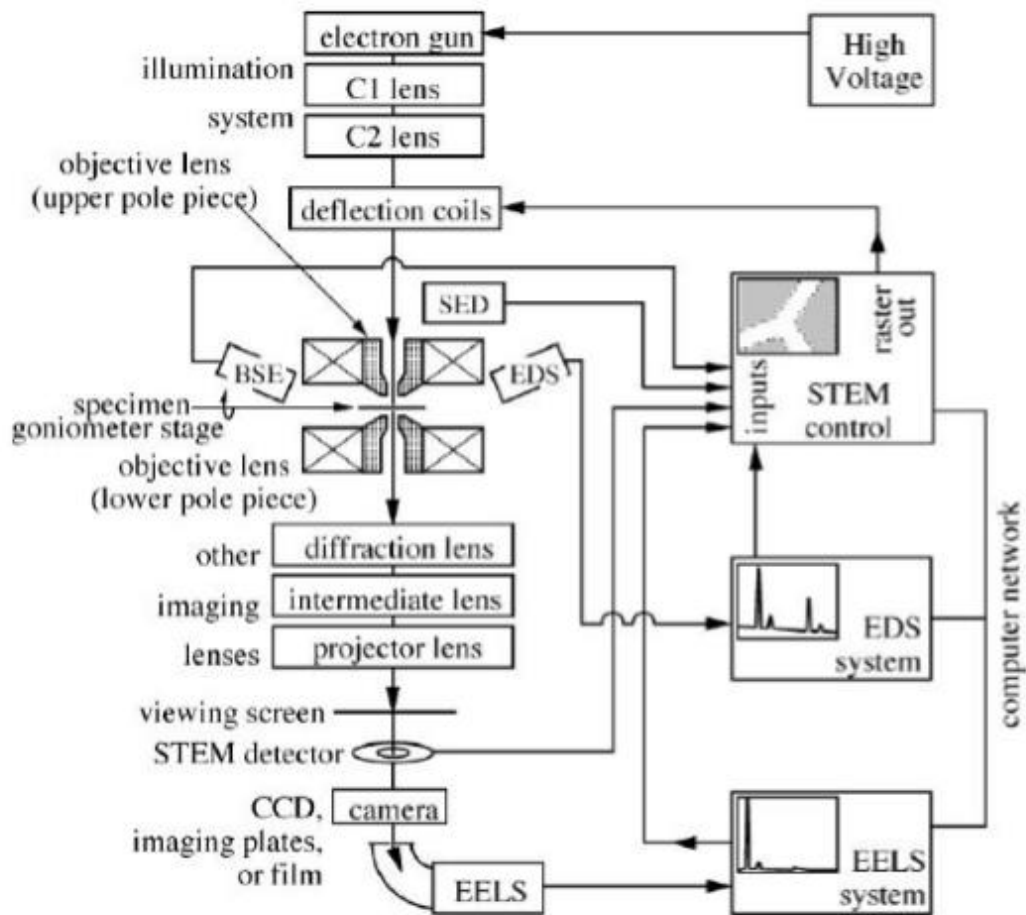 electron gun
High
Voltage
illumination
system
C1 lens
C2 lens
objective lens
(upper pole piece)
deflection coils
SED
BSE
EDS
raster
out
inputs
STEM
control
specimen
goniometer stage
objective lens
(lower pole piece)
other
imaging
lenses
diffraction lens
intermediate lens
projector lens
EDS
system
computer network
viewing screen
STEM detector
CCD,
imaging plates,
or film
camera
EELS
EELS
system